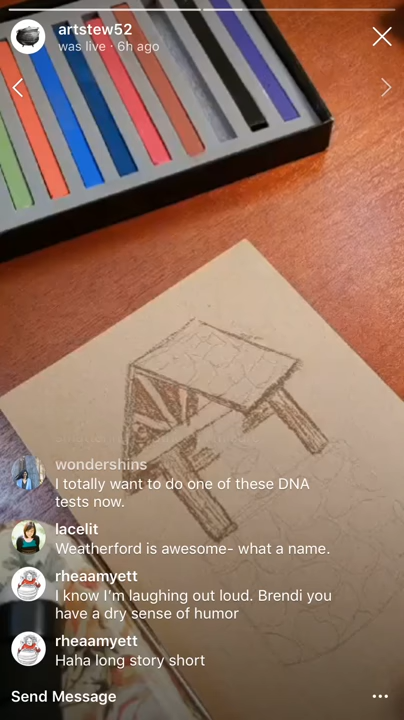 artstew52
was live · 6h ago
wondershins
I totally want to do one of these DNA
tests now.
lacelit
Weatherford is awesome- what a name.
rheaamyett
I know I'm laughing out loud. Brendi you
have a dry sense of humor
rheaamyett
Haha long story short
Send Message